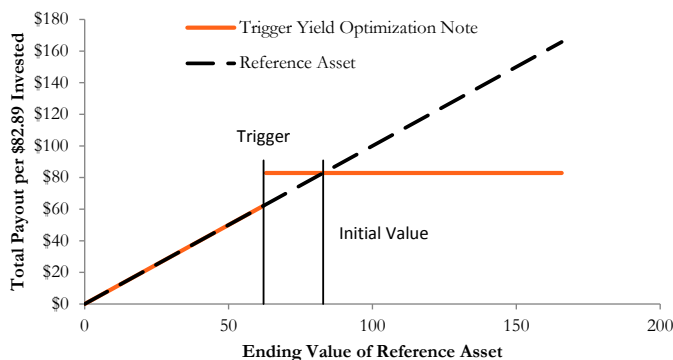 $180
$160
$140
$120
$100
$80
$60
$40
$20
$0
Total Payout per $82.89 Invested
Trigger Yield Optimization Note
Reference Asset
Trigger
Initial Value
0
50
100
150
200
Ending Value of Reference Asset